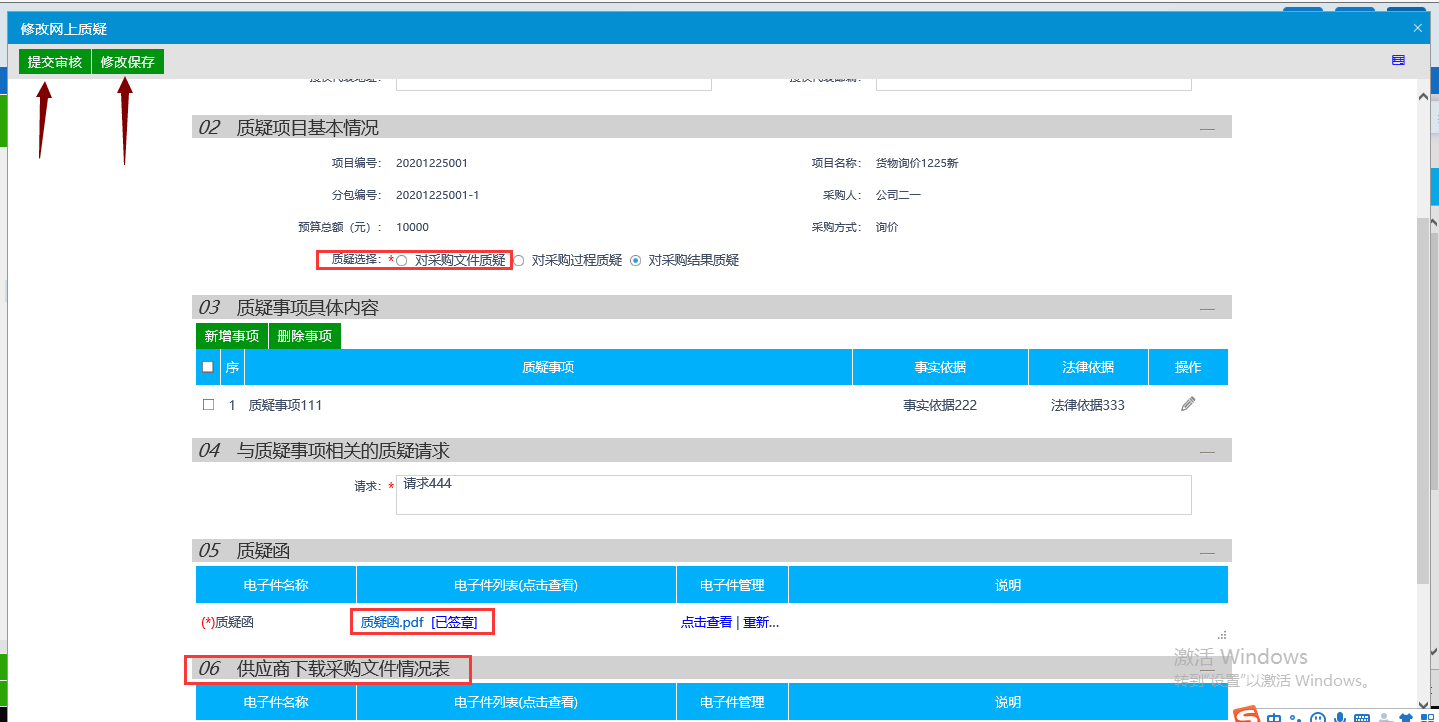 修改网上质疑
提交审核 修改保存
授权代表地址： 授权代表邮编：
02 质疑项目基本情况
项目编号： 20201225001 项目名称： 货物询价1225新
分包编号： 20201225001-1 采购人： 公司二一
预算总额（元）： 10000 采购方式： 询价
质疑选择： * 对采购文件质疑 对采购过程质疑 对采购结果质疑
03 质疑事项具体内容
新增事项 删除事项
序 质疑事项 事实依据 法律依据 操作
1 质疑事项111 事实依据222 法律依据333
04 与质疑事项相关的质疑请求
请求： * 请求444
05 质疑函
电子件名称 电子件列表(点击查看) 电子件管理 说明
(*)质疑函 质疑函.pdf [已签章] 点击查看 | 重新...
06 供应商下载采购文件情况表
激活 Windows
转到"设置"以激活 Windows。
电子件名称 电子件列表(点击查看) 电子件管理 说明
中